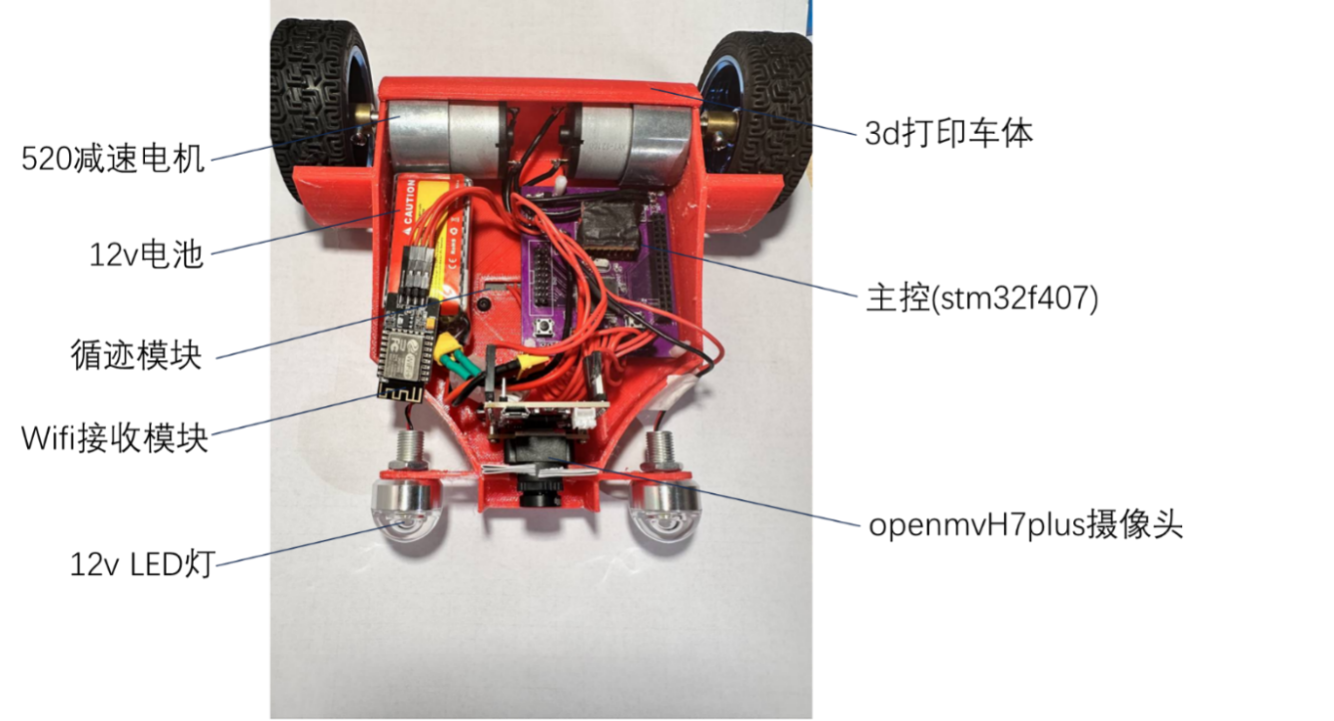 3d打印车体
520减速电机
CAUTION
12v电池
主控(stm32f407)
循迹模块
Wifi接收模块
openmvH7plus摄像头
12v LED灯